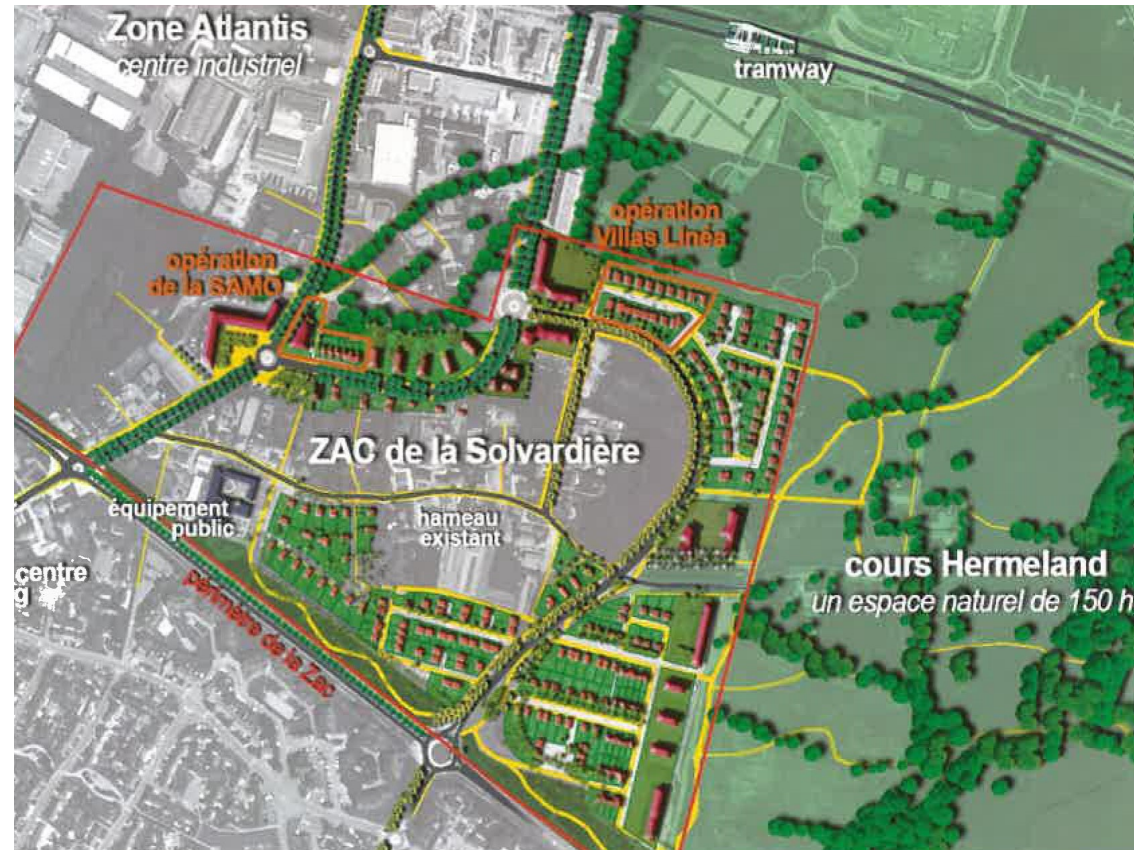 Zone Atlantis
centre industriel
tramway
opération
Villas Linéa
opération
de la SAMO
ZAC de la Solvardière
équipement
public
hameau
existant
centre
g
cours Hermeland
un espace naturel de 150 h
périmètre de la Zac